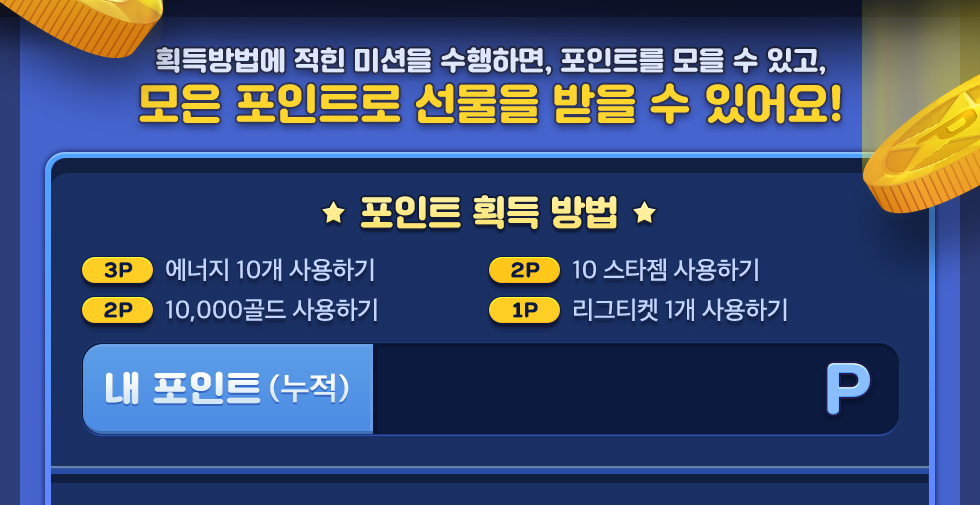 획득방법에 적힌 미션을 수행하면, 포인트를 모을 수 있고,
모은 포인트로 선물을 받을 수 있어요!
★ 포인트 획득 방법 ★
3P 에너지 10개 사용하기
2P 10 스타젬 사용하기
2P 10,000골드 사용하기
1P 리그티켓 1개 사용하기
내 포인트 (누적)
P